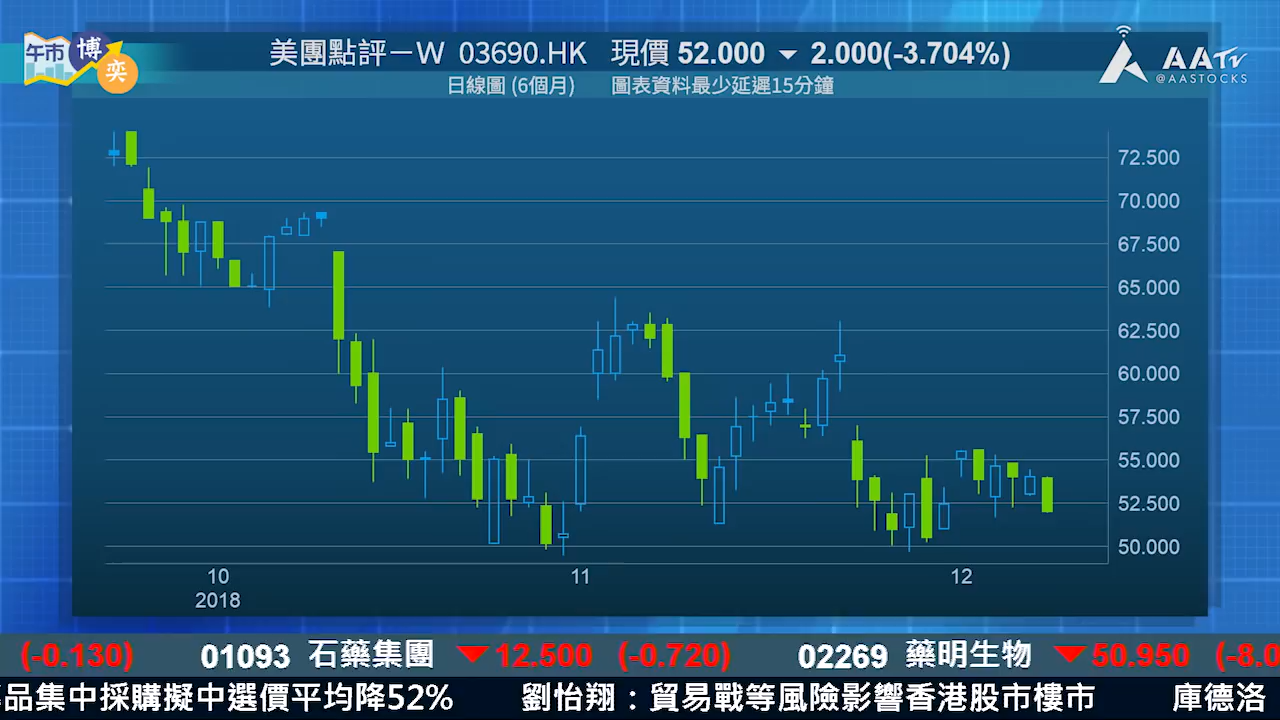 午市
博
奕
美團點評－W 03690.HK 現價 52.000 2.000(-3.704%)
日線圖 (6個月) 圖表資料最少延遲15分鐘
AATV
@AASTOCKS
72.500
70.000
67.500
65.000
62.500
60.000
57.500
55.000
52.500
50.000
10 11 12
2018
(-0.130) 01093 石藥集團 12.500 (-0.720) 02269 藥明生物 50.950 (-8.0
品集中採購擬中選價平均降52% 劉怡翔：貿易戰等風險影響香港股市樓市 庫德洛